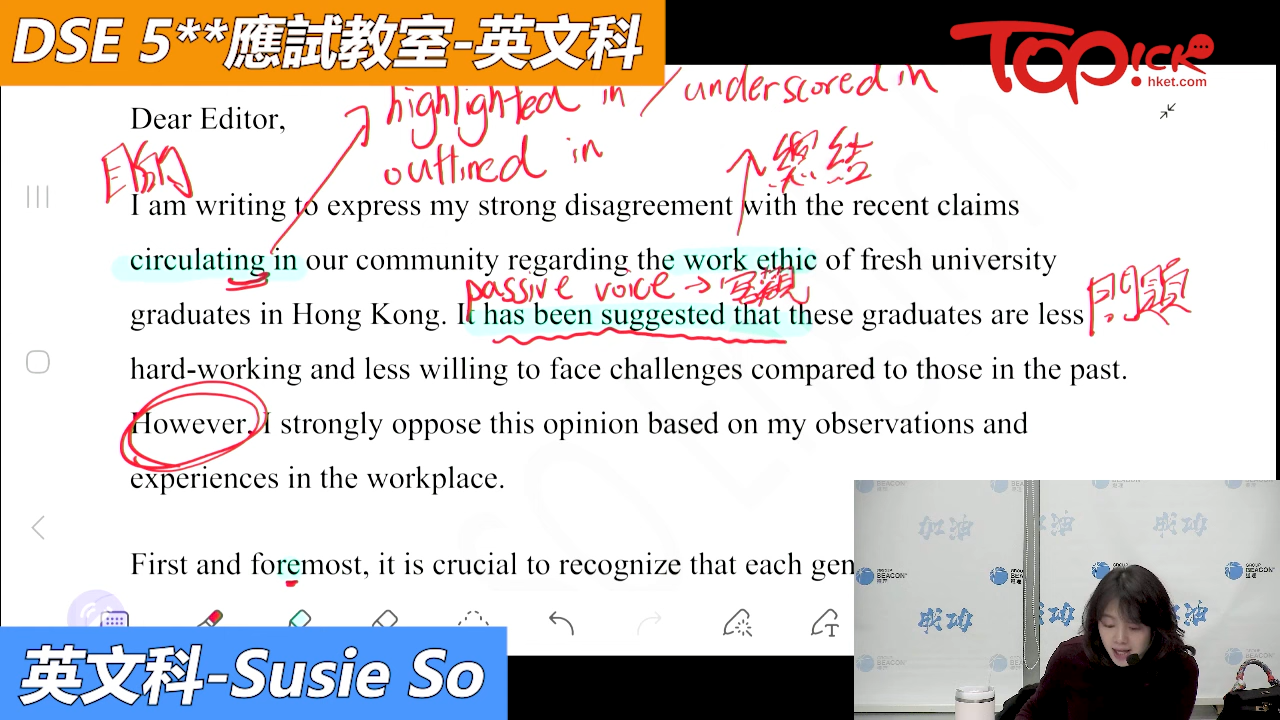 DSE 5**應試教室-英文科
TOPick
hket.com
highlighted in / underscored in
Dear Editor,
outlined in
總結
目的
I am writing to express my strong disagreement with the recent claims
circulating in our community regarding the work ethic of fresh university
passive voice → 客觀
問題
graduates in Hong Kong. It has been suggested that these graduates are less
hard-working and less willing to face challenges compared to those in the past.
However, I strongly oppose this opinion based on my observations and
experiences in the workplace.
First and foremost, it is crucial to recognize that each gen
加油
成功
GROUP BEACON
成功
加油
英文科-Susie So